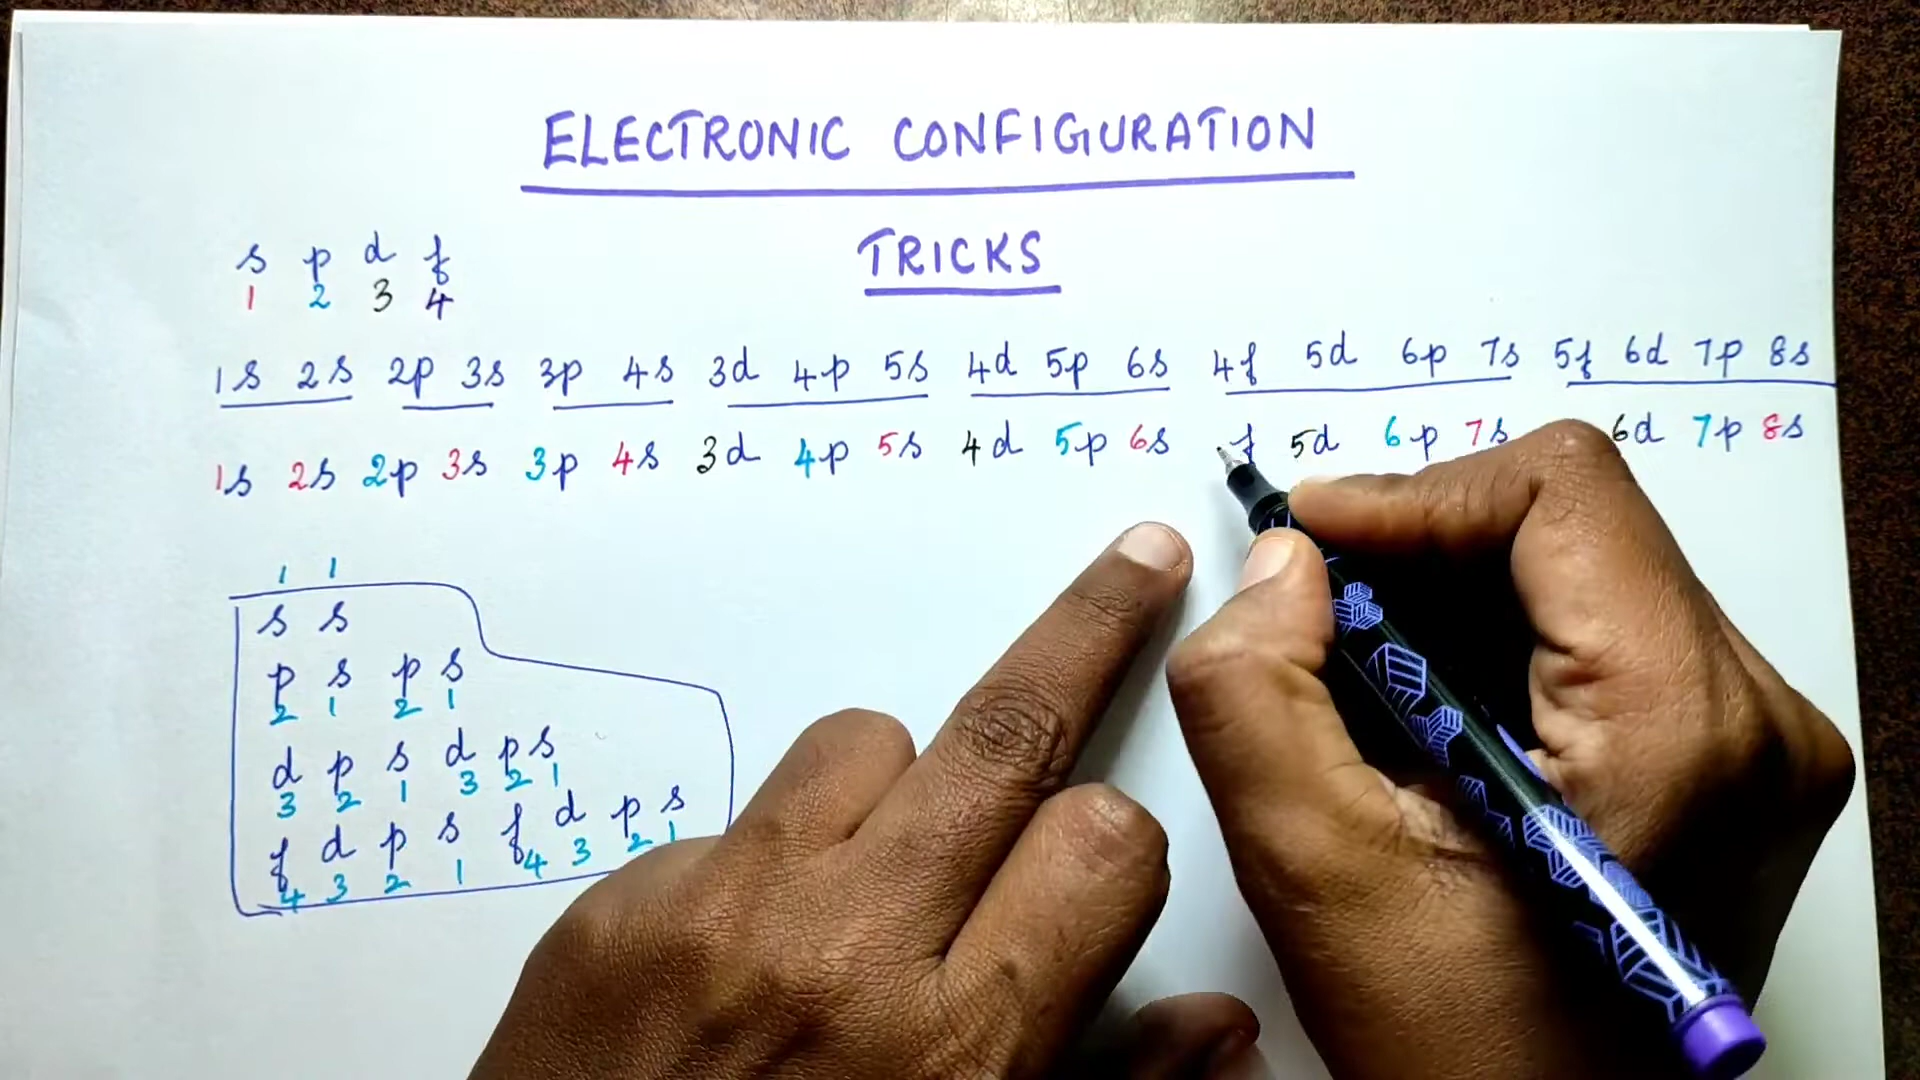 ELECTRONIC CONFIGURATION
TRICKS
s p d f
1 2 3 4
1s 2s 2p 3s 3p 4s 3d 4p 5s 4d 5p 6s 4f 5d 6p 7s 5f 6d 7p 8s
1s 2s 2p 3s 3p 4s 3d 4p 5s 4d 5p 6s f 5d 6p 7s 6d 7p 8s
1 1
s s
p s p s
2 1 2 1
d p s d p s
3 2 1 3 2 1
f d p s f d p s
4 3 2 1 4 3 2 1